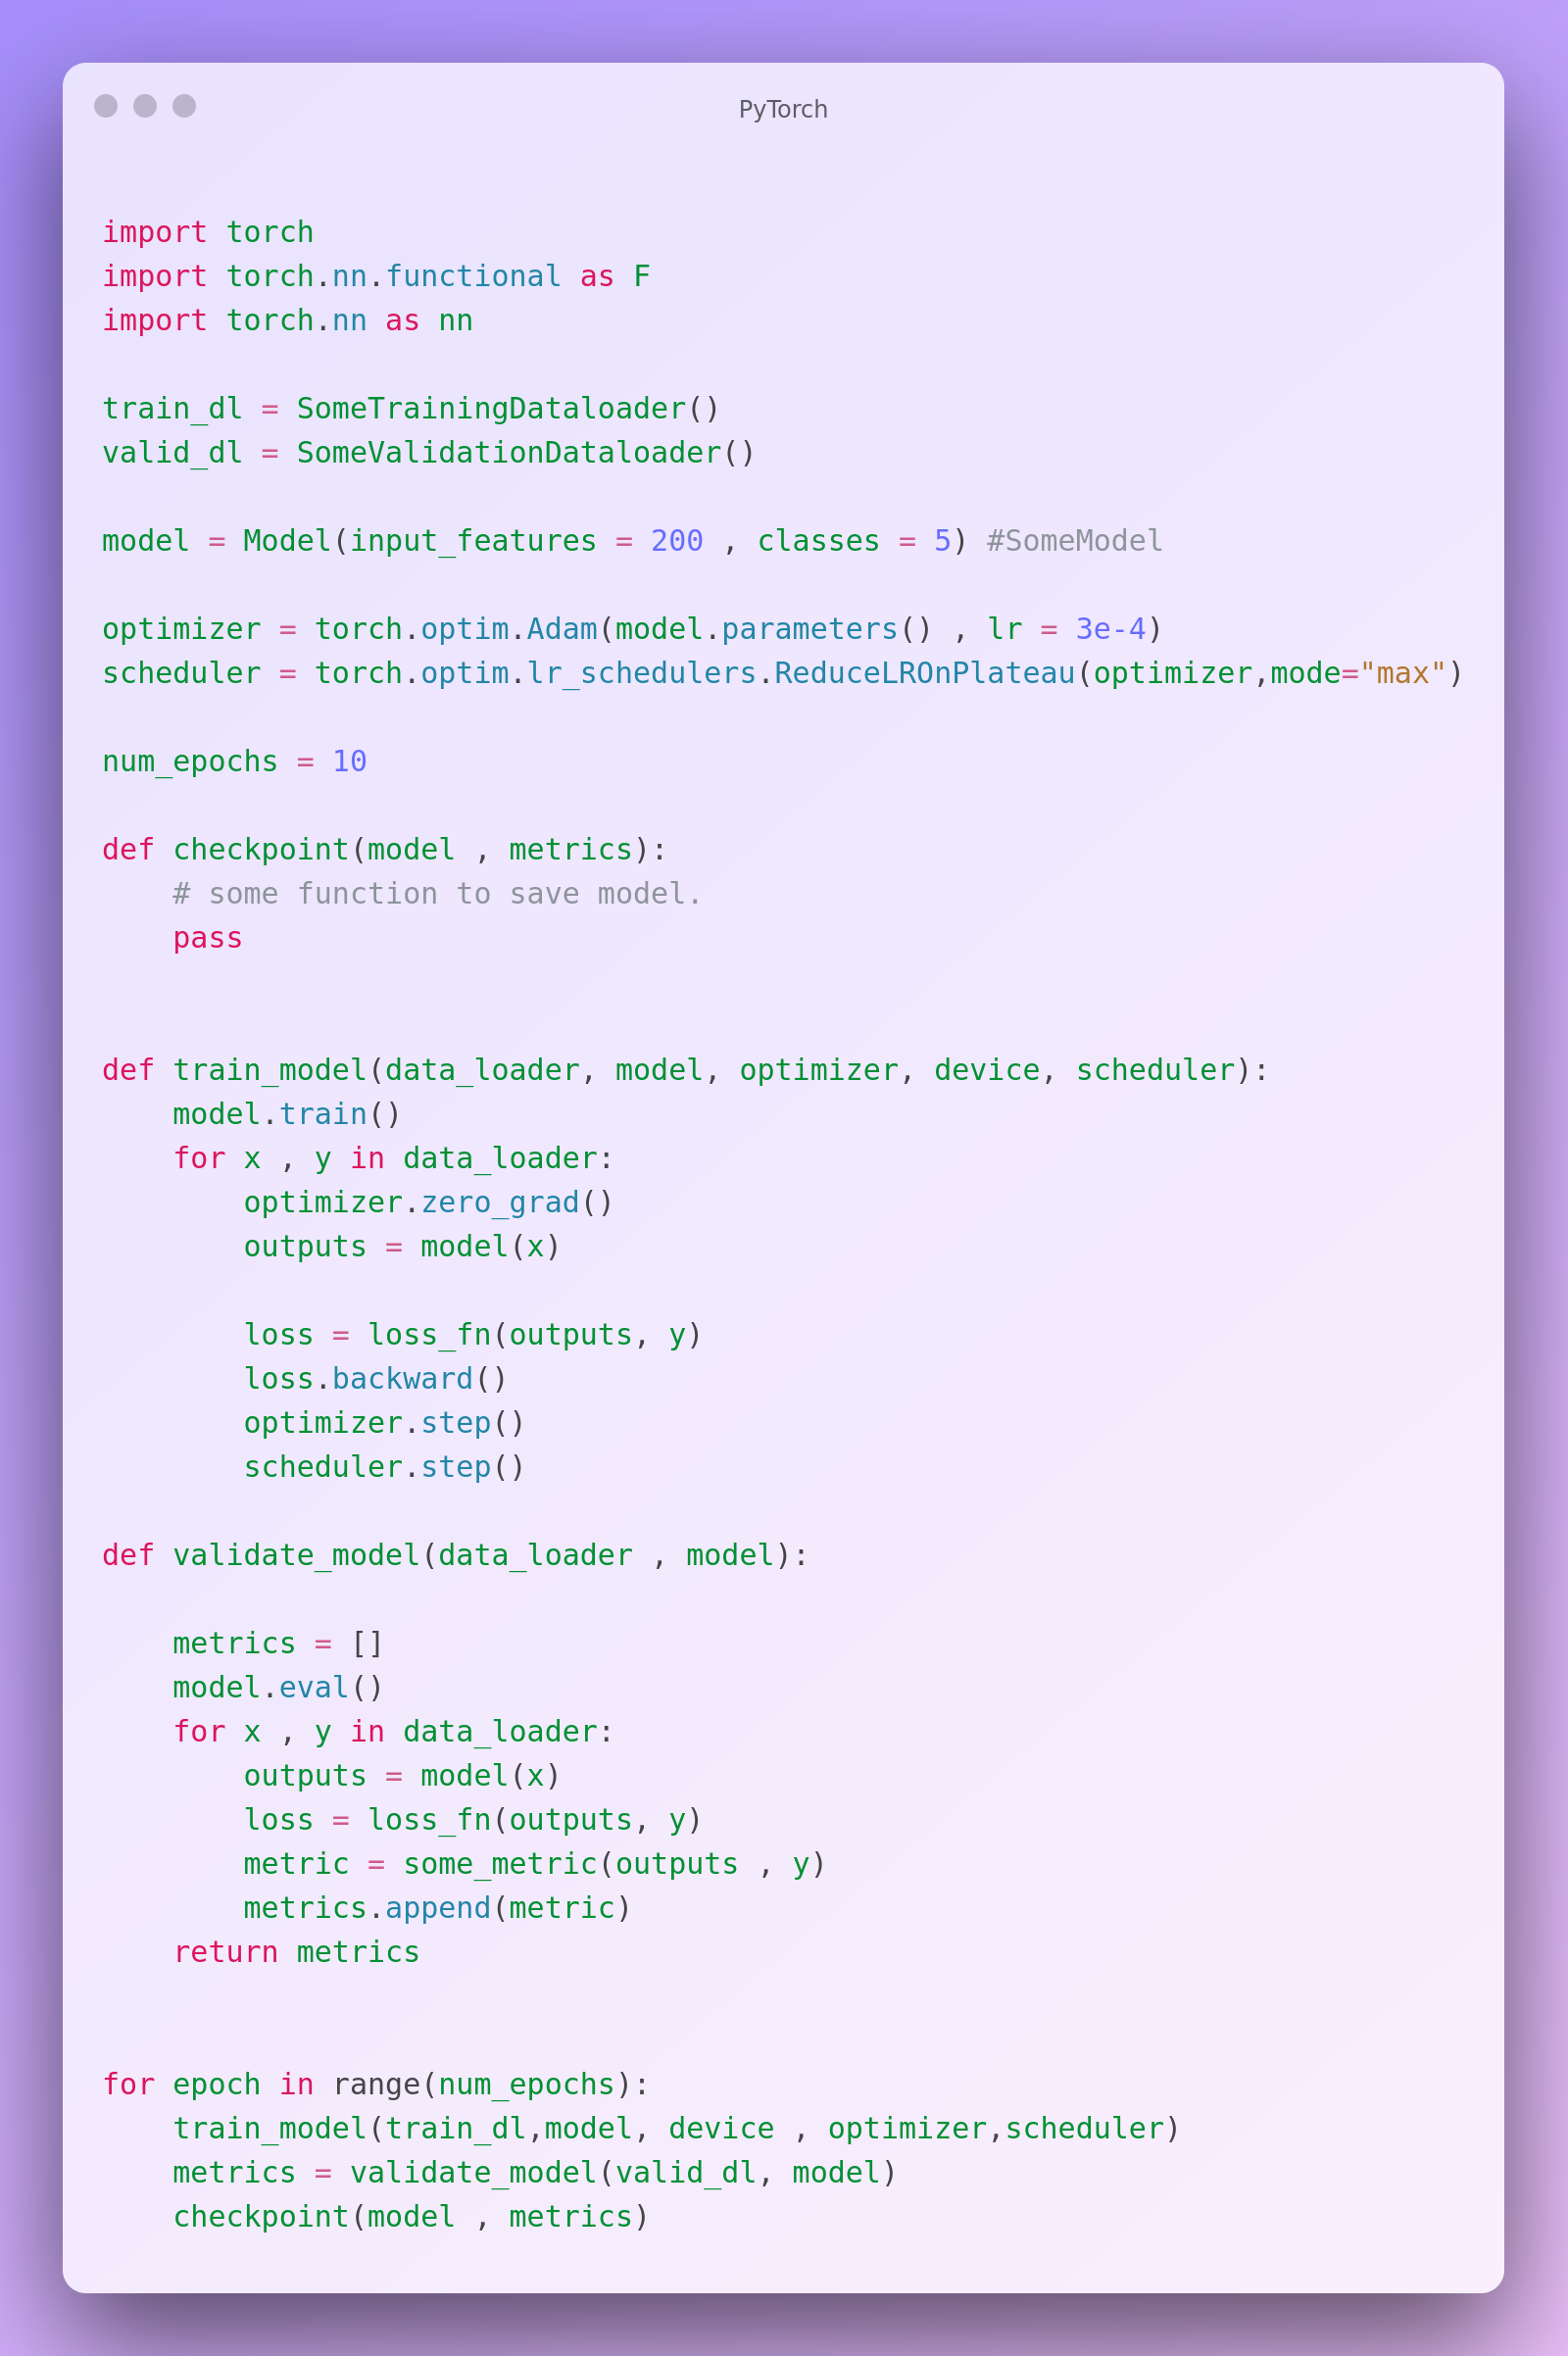 PyTorch
import torch
import torch.nn.functional as F
import torch.nn as nn
train_dl = SomeTrainingDataloader()
valid_dl = SomeValidationDataloader()
model = Model(input_features = 200 , classes = 5) #SomeModel
optimizer = torch.optim.Adam(model.parameters() , lr = 3e-4)
scheduler = torch.optim.lr_schedulers.ReduceLROnPlateau(optimizer,mode="max")
num_epochs = 10
def checkpoint(model , metrics):
    # some function to save model.
    pass
def train_model(data_loader, model, optimizer, device, scheduler):
    model.train()
    for x , y in data_loader:
        optimizer.zero_grad()
        outputs = model(x)
        loss = loss_fn(outputs, y)
        loss.backward()
        optimizer.step()
        scheduler.step()
def validate_model(data_loader , model):
    metrics = []
    model.eval()
    for x , y in data_loader:
        outputs = model(x)
        loss = loss_fn(outputs, y)
        metric = some_metric(outputs , y)
        metrics.append(metric)
    return metrics
for epoch in range(num_epochs):
    train_model(train_dl,model, device , optimizer,scheduler)
    metrics = validate_model(valid_dl, model)
    checkpoint(model , metrics)